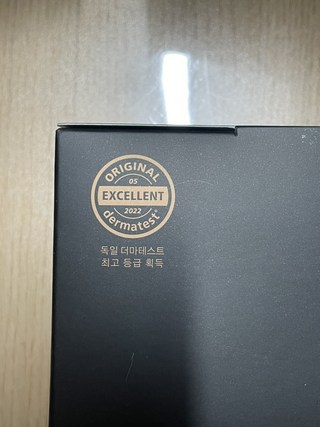 ORIGINAL
05
EXCELLENT
2022
dermatest®
독일 더마테스트
최고 등급 획득